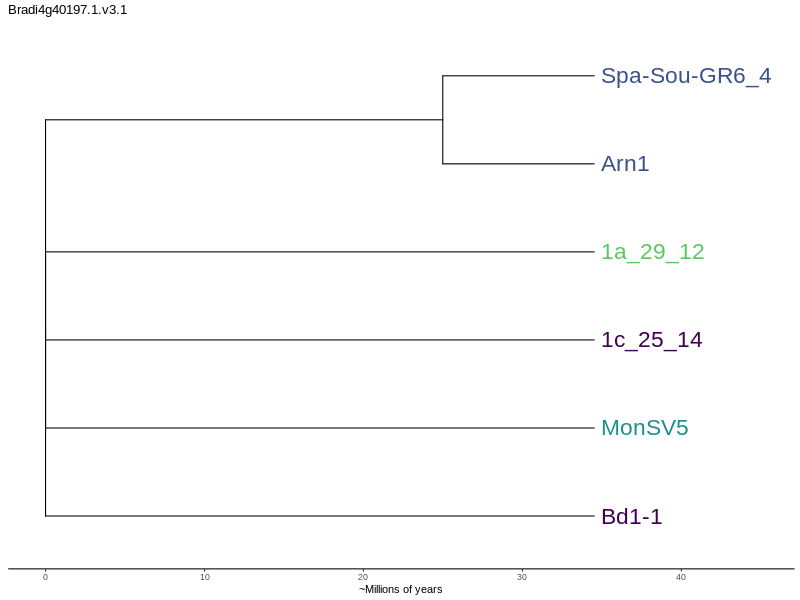 Bradi4g40197.1.v3.1
Spa-Sou-GR6_4
Arn1
1a_29_12
1c_25_14
MonSV5
Bd1-1
0 10 20 30 40
~Millions of years